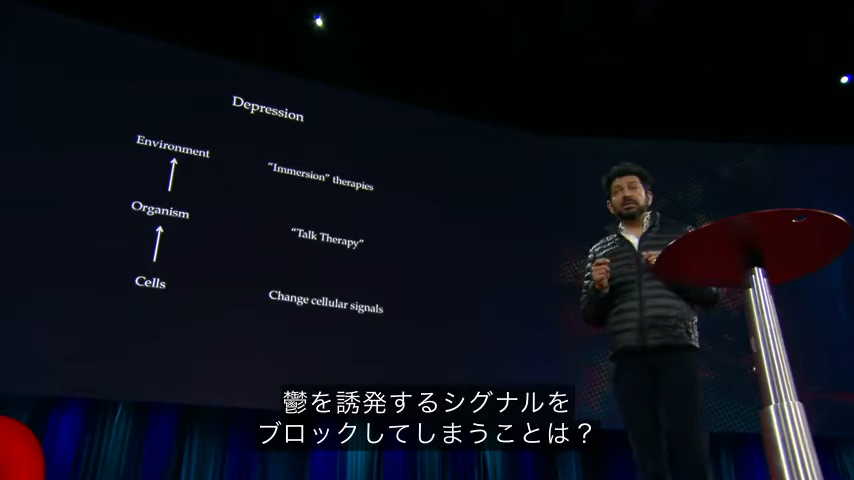 Depression
Environment
"Immersion" therapies
Organism
"Talk Therapy"
Cells
Change cellular signals
鬱を誘発するシグナルを
ブロックしてしまうことは？